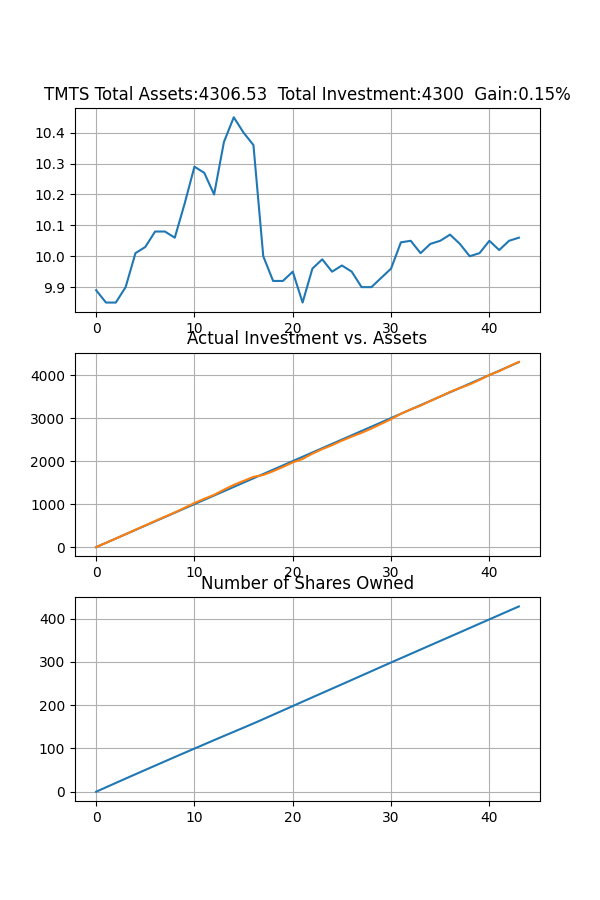 TMTS Total Assets:4306.53  Total Investment:4300  Gain:0.15%
10.4
10.3
10.2
10.1
10.0
9.9
0 10 20 30 40
Actual Investment vs. Assets
4000
3000
2000
1000
0
0 10 20 30 40
Number of Shares Owned
400
300
200
100
0
0 10 20 30 40